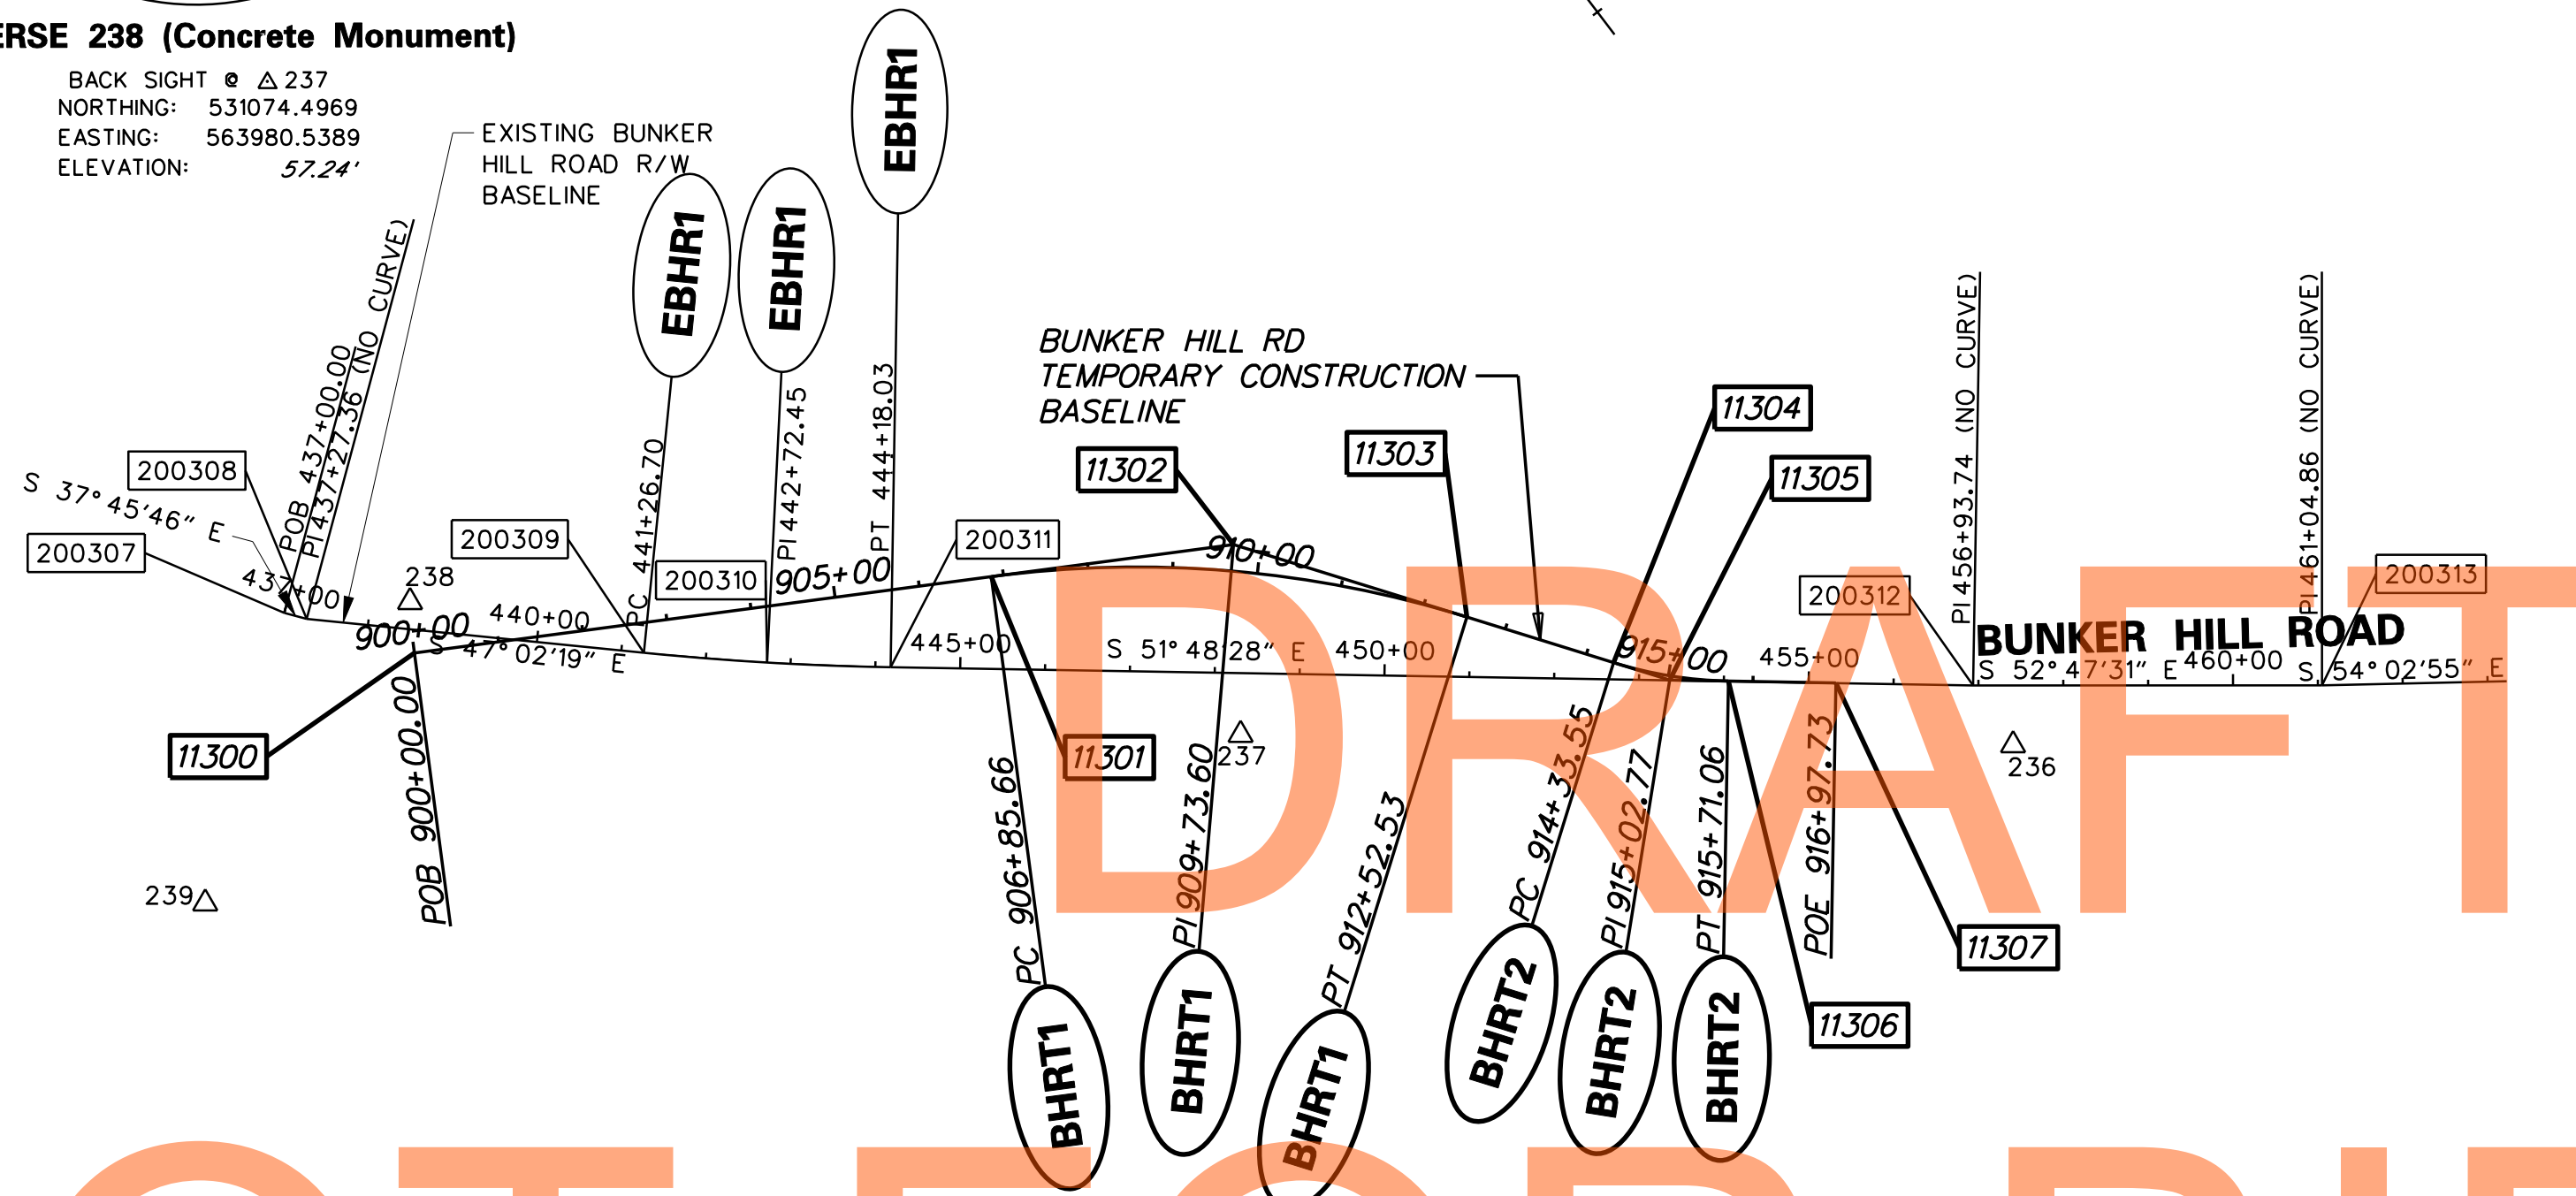 ERSE 238 (Concrete Monument)
BACK SIGHT @ △ 237
NORTHING: 531074.4969
EASTING: 563980.5389
ELEVATION: 57.24'
EXISTING BUNKER
HILL ROAD R/W
BASELINE
EBHR1
EBHR1
EBHR1
POB 437+00.00
PI 437+27.36 (NO CURVE)
PC 441+26.70
PI 442+72.45
PT 444+18.03
BUNKER HILL RD
TEMPORARY CONSTRUCTION
BASELINE
11302
11303
11304
11305
PI 456+93.74 (NO CURVE)
PI 461+04.86 (NO CURVE)
200308
S 37°45'46" E
200307
200309
200310
200311
200312
200313
437+00
238
900+00
440+00
S 47°02'19" E
905+00
445+00
910+00
S 51°48'28" E
450+00
915+00
455+00
BUNKER HILL ROAD
S 52°47'31" E
460+00
S 54°02'55" E
11300
11301
237
236
239
POB 900+00.00
PC 906+85.66
PI 909+73.60
PT 912+52.53
PC 914+33.55
PI 915+02.77
PT 915+71.06
POE 916+97.73
11307
11306
BHRT1
BHRT1
BHRT1
BHRT2
BHRT2
BHRT2
DRAFT